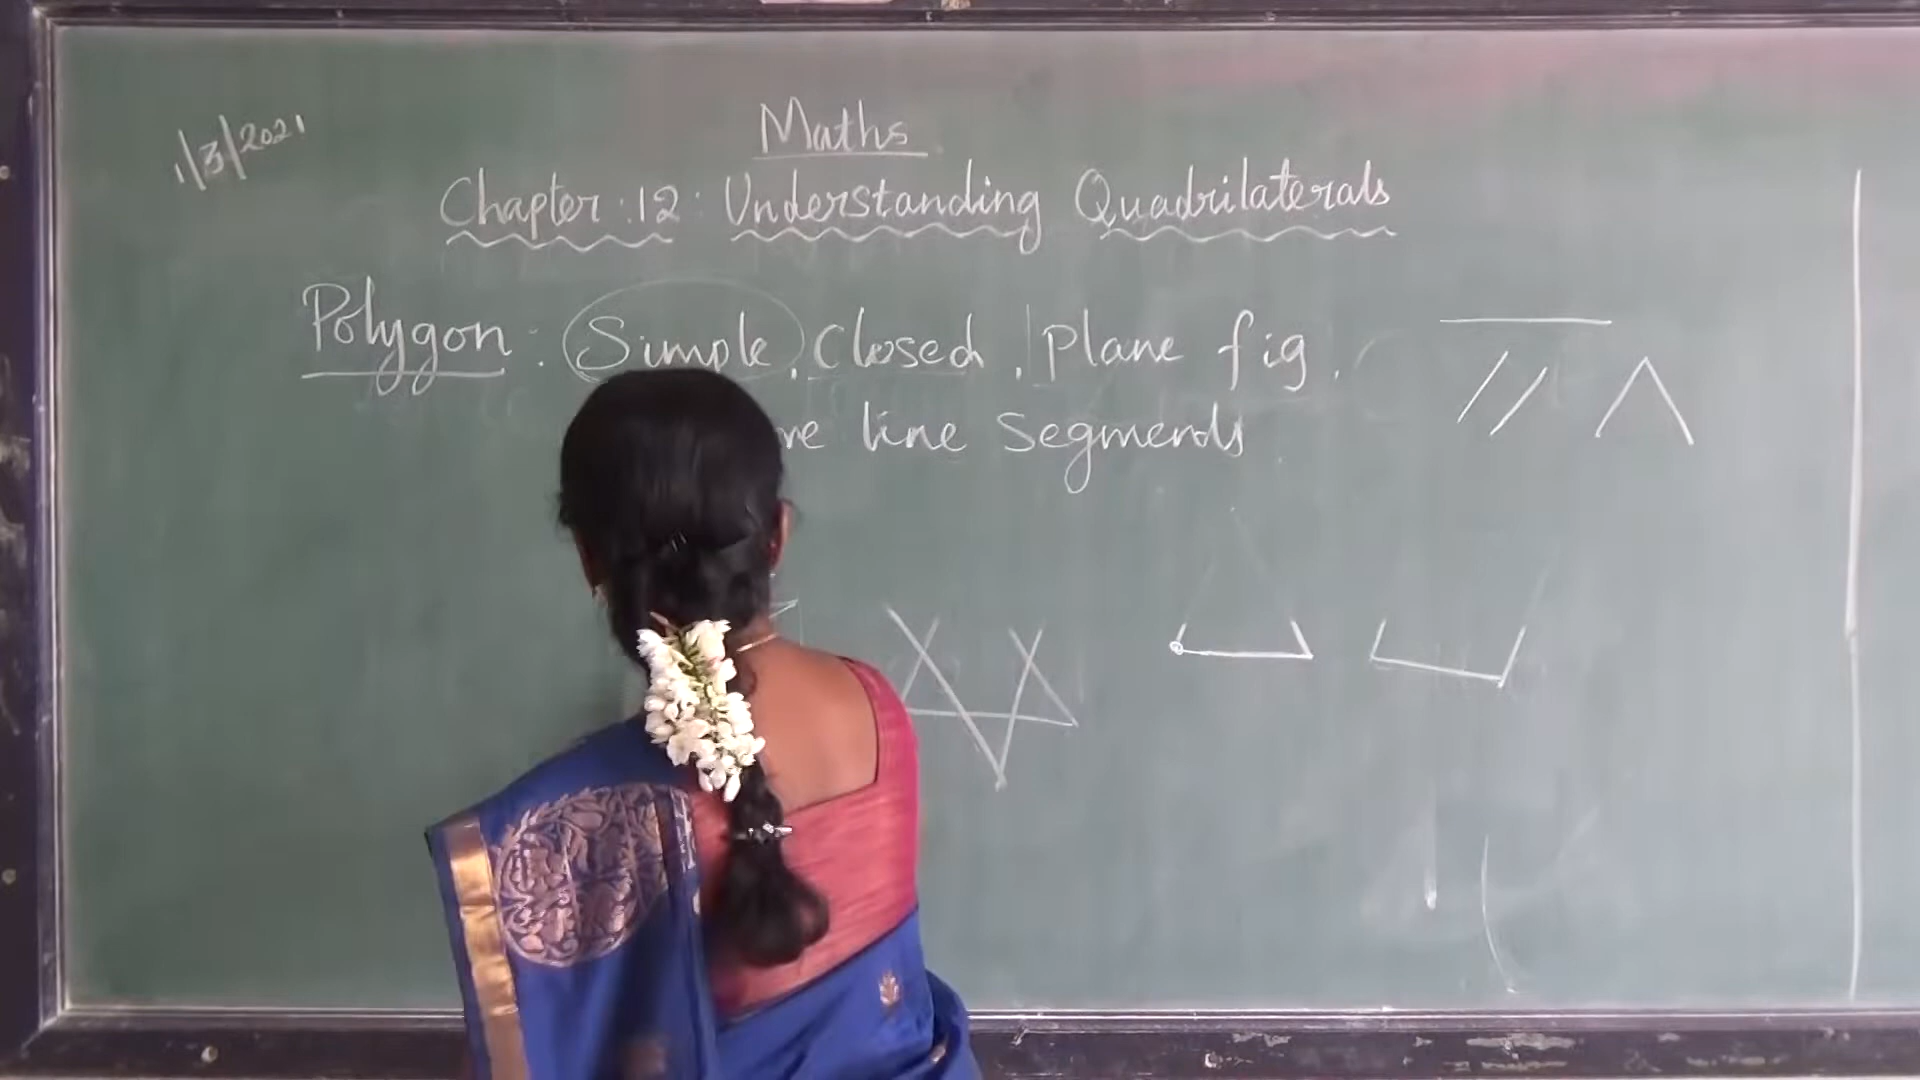 1/3/2021
Maths
Chapter : 12 : Understanding Quadrilaterals
Polygon : Simple, closed, plane fig.
line segments